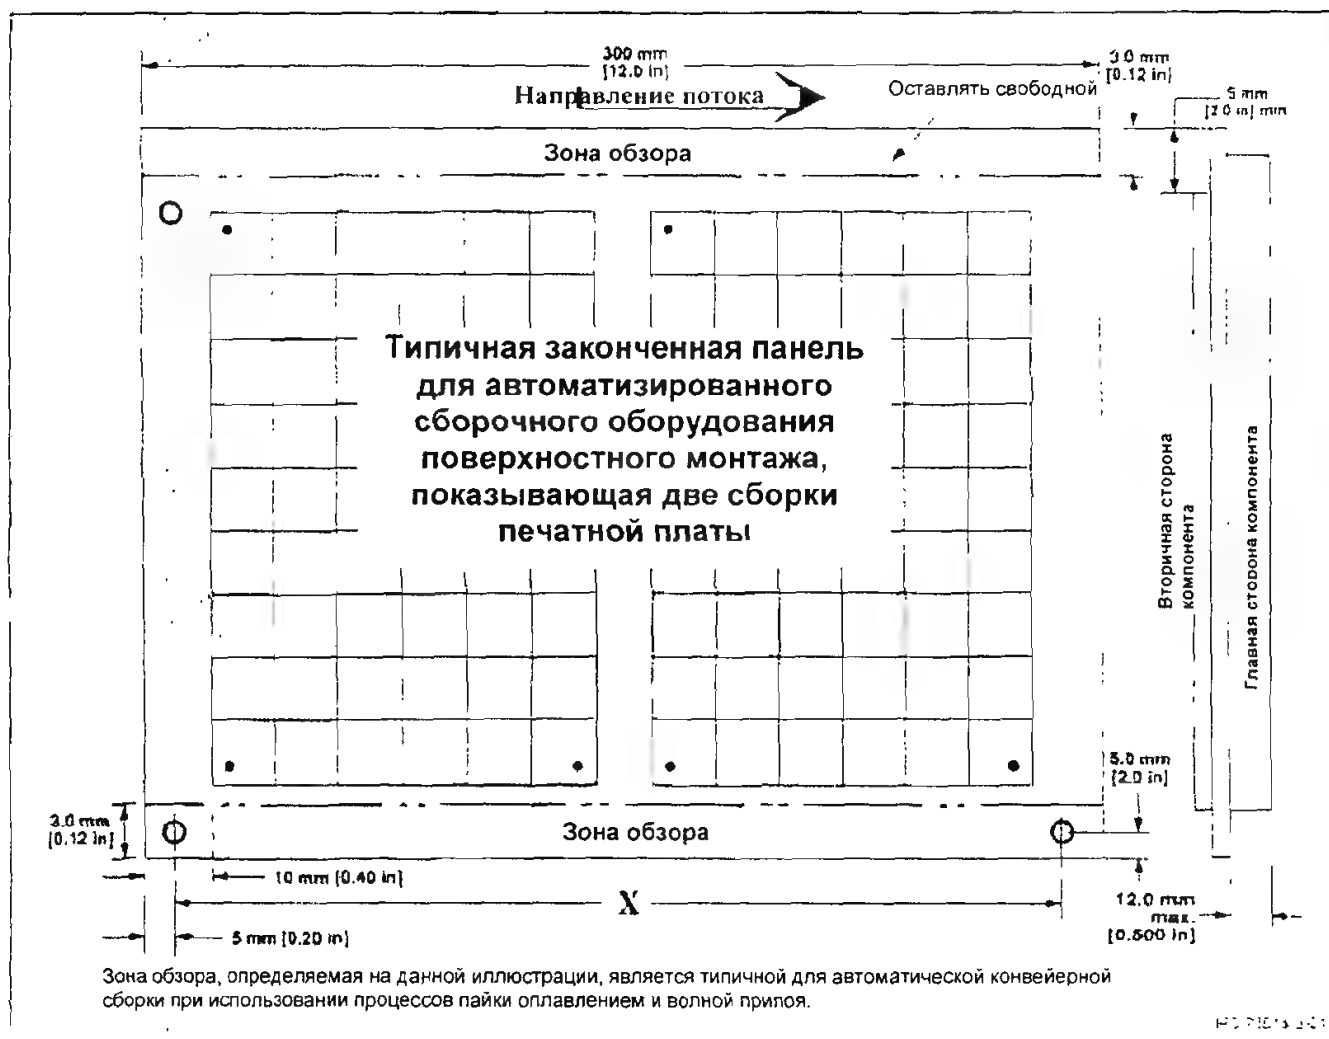 300 mm
[12.0 in]
3.0 mm
[0.12 in]
Направление потока
Оставлять свободной
5 mm
[2.0 in] mm
Зона обзора
Типичная законченная панель
для автоматизированного
сборочного оборудования
поверхностного монтажа,
показывающая две сборки
печатной платы
Вторичная сторона
компонента
Главная сторона компонента
5.0 mm
[2.0 in]
3.0 mm
[0.12 in]
Зона обзора
10 mm [0.40 in]
X
12.0 mm
max.
[0.500 in]
5 mm [0.20 in]
Зона обзора, определяемая на данной иллюстрации, является типичной для автоматической конвейерной
сборки при использовании процессов пайки оплавлением и волной припоя.